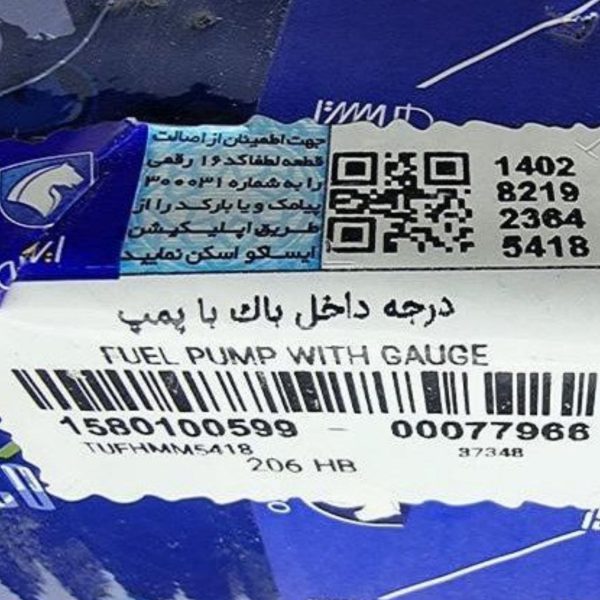 جهت اطمینان از اصالت
قطعه لطفا کد ۱۶ رقمی
را به شماره ۳۰۰۰۳۱
پیامک و یا بارکد را از
طریق اپلیکیشن
ایساکو اسکن نمایید
1402
8219
2364
5418
درجه داخل باك با پمپ
FUEL PUMP WITH GAUGE
1580100599 - 00077966
TUFHMM5418 37348
206 HB